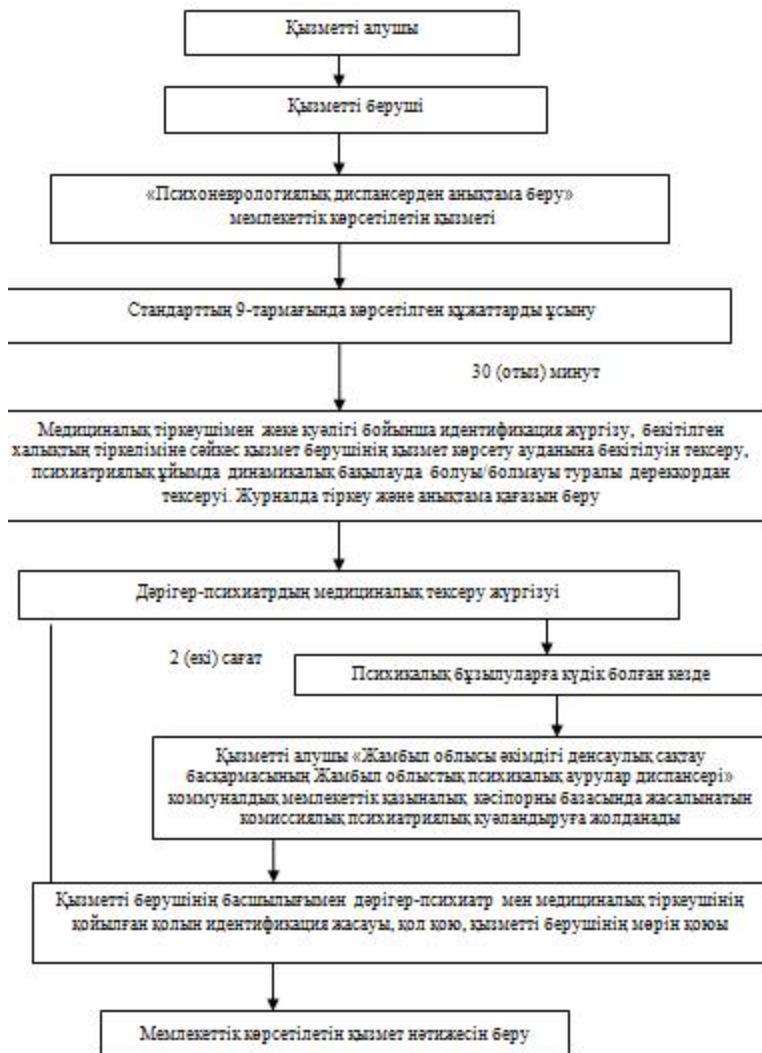 Қызметті алушы
Қызметті беруші
«Психоневрологиялық диспансерден анықтама беру»
мемлекеттік көрсетілетін қызметі
Стандарттың 9-тармағында көрсетілген құжаттарды ұсыну
30 (отыз) минут
Медициналық тіркеушімен жеке куәлігі бойынша идентификация жүргізу, бекітілген
халықтың тіркеліміне сәйкес қызмет берушінің қызмет көрсету ауданына бекітілуін тексеру,
психиатриялық ұйымда динамикалық бақылауда болуы/болмауы туралы дерекқордан
тексеруі. Журналда тіркеу және анықтама қағазын беру
Дәрігер-психиатрдың медициналық тексеру жүргізуі
2 (екі) сағат
Психикалық бұзылуларға күдік болған кезде
Қызметті алушы «Жамбыл облысы әкімдігі денсаулық сақтау
басқармасының Жамбыл облыстық психикалық аурулар диспансері»
коммуналдық мемлекеттік қазыналық кәсіпорны базасында жасалынатын
комиссиялық психиатриялық куәландыруға жолданады
Қызметті берушінің басшылығымен дәрігер-психиатр мен медициналық тіркеушінің
қойылған қолын идентификация жасауы, қол қою, қызметті берушінің мөрін қоюы
Мемлекеттік көрсетілетін қызмет нәтижесін беру